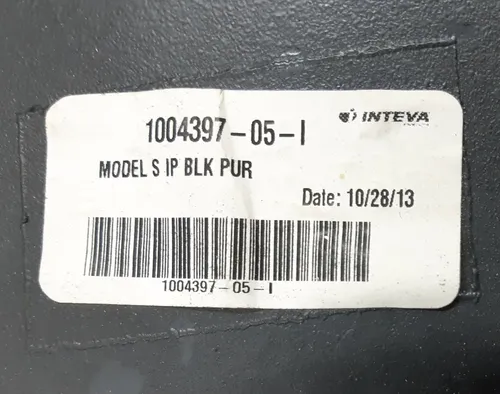 1004397-05-I
INTEVA
MODEL S IP BLK PUR
Date: 10/28/13
1004397-05-I